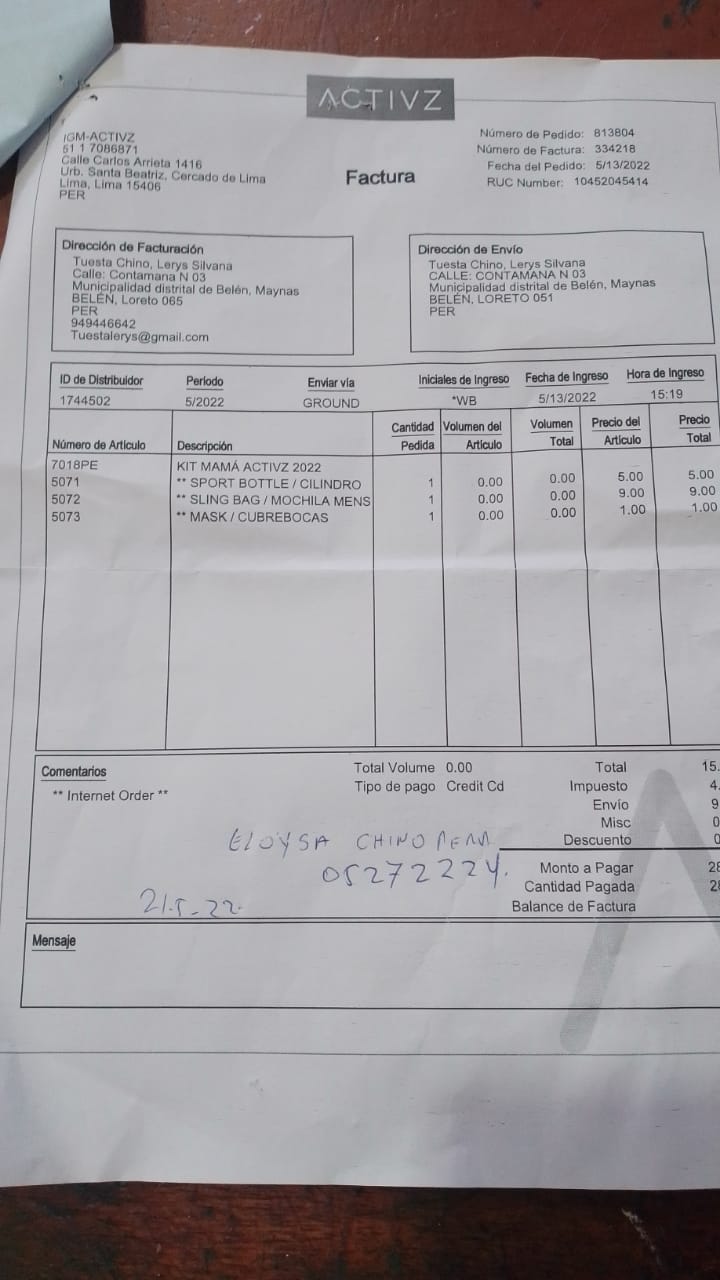 ACTIVZ
IGM-ACTIVZ
51 1 7086871
Calle Carlos Arrieta 1416
Urb. Santa Beatriz, Cercado de Lima
Lima, Lima 15406
PER
Factura
Número de Pedido: 813804
Número de Factura: 334218
Fecha del Pedido: 5/13/2022
RUC Number: 10452045414
Dirección de Facturación
Tuesta Chino, Lerys Silvana
Calle: Contamana N 03
Municipalidad distrital de Belén, Maynas
BELÉN, Loreto 065
PER
949446642
Tuestalerys@gmail.com
Dirección de Envío
Tuesta Chino, Lerys Silvana
CALLE: CONTAMANA N 03
Municipalidad distrital de Belén, Maynas
BELÉN, LORETO 051
PER
ID de Distribuidor Período Enviar vía Iniciales de Ingreso Fecha de Ingreso Hora de Ingreso
1744502 5/2022 GROUND *WB 5/13/2022 15:19
Número de Artículo Descripción Cantidad Pedida Volumen del Artículo Volumen Total Precio del Artículo Precio Total
7018PE KIT MAMÁ ACTIVZ 2022
5071 ** SPORT BOTTLE / CILINDRO 1 0.00 0.00 5.00 5.00
5072 ** SLING BAG / MOCHILA MENS 1 0.00 0.00 9.00 9.00
5073 ** MASK / CUBREBOCAS 1 0.00 0.00 1.00 1.00
Comentarios
** Internet Order **
Total Volume 0.00
Tipo de pago Credit Cd
Total 15.
Impuesto 4.
Envío 9
Misc 0
Descuento 0
Monto a Pagar 28
Cantidad Pagada 28
Balance de Factura
ELOYSA CHINO
05272224.
21.5-22.
Mensaje